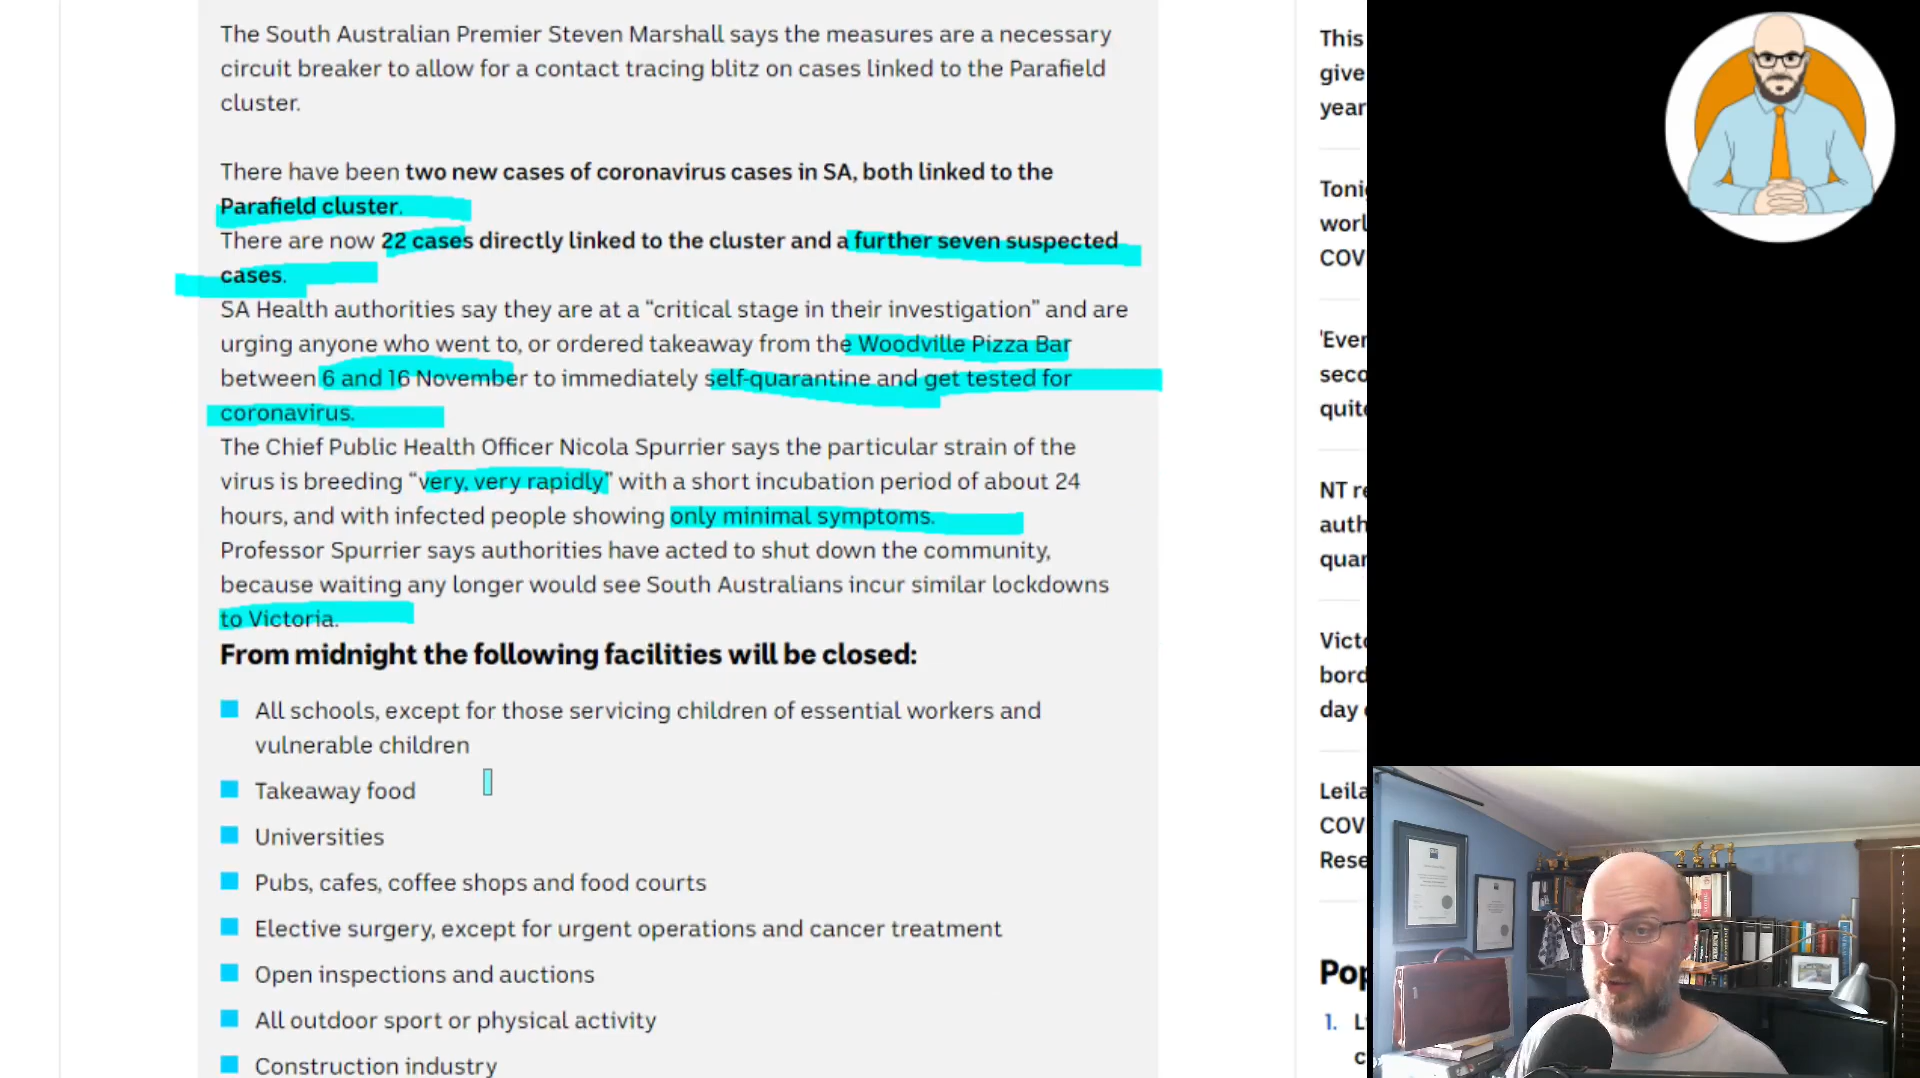 The South Australian Premier Steven Marshall says the measures are a necessary
circuit breaker to allow for a contact tracing blitz on cases linked to the Parafield
cluster.
There have been two new cases of coronavirus cases in SA, both linked to the
Parafield cluster.
There are now 22 cases directly linked to the cluster and a further seven suspected
cases.
SA Health authorities say they are at a “critical stage in their investigation” and are
urging anyone who went to, or ordered takeaway from the Woodville Pizza Bar
between 6 and 16 November to immediately self-quarantine and get tested for
coronavirus.
The Chief Public Health Officer Nicola Spurrier says the particular strain of the
virus is breeding “very, very rapidly” with a short incubation period of about 24
hours, and with infected people showing only minimal symptoms.
Professor Spurrier says authorities have acted to shut down the community,
because waiting any longer would see South Australians incur similar lockdowns
to Victoria.
From midnight the following facilities will be closed:
All schools, except for those servicing children of essential workers and
vulnerable children
Takeaway food
Universities
Pubs, cafes, coffee shops and food courts
Elective surgery, except for urgent operations and cancer treatment
Open inspections and auctions
All outdoor sport or physical activity
Construction industry
This
give
year
Toni
worl
COV
'Ever
seco
quite
NT re
auth
quar
Victo
bord
day
Leila
COV
Rese
Pop
1. L
c